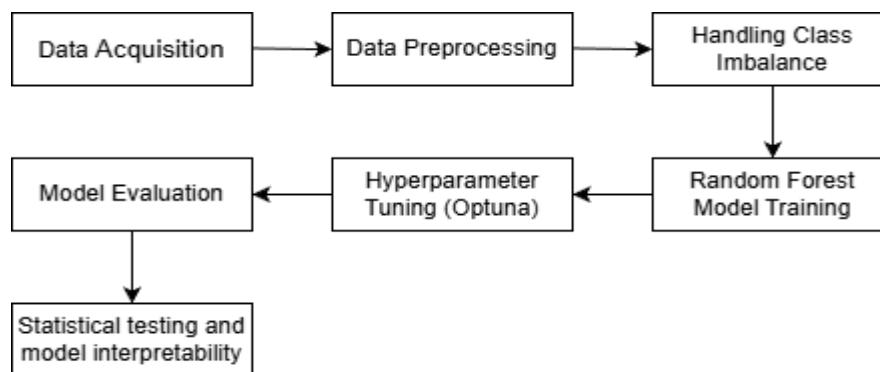 Data Acquisition
Data Preprocessing
Handling Class
Imbalance
Random Forest
Model Training
Hyperparameter
Tuning (Optuna)
Model Evaluation
Statistical testing and
model interpretability